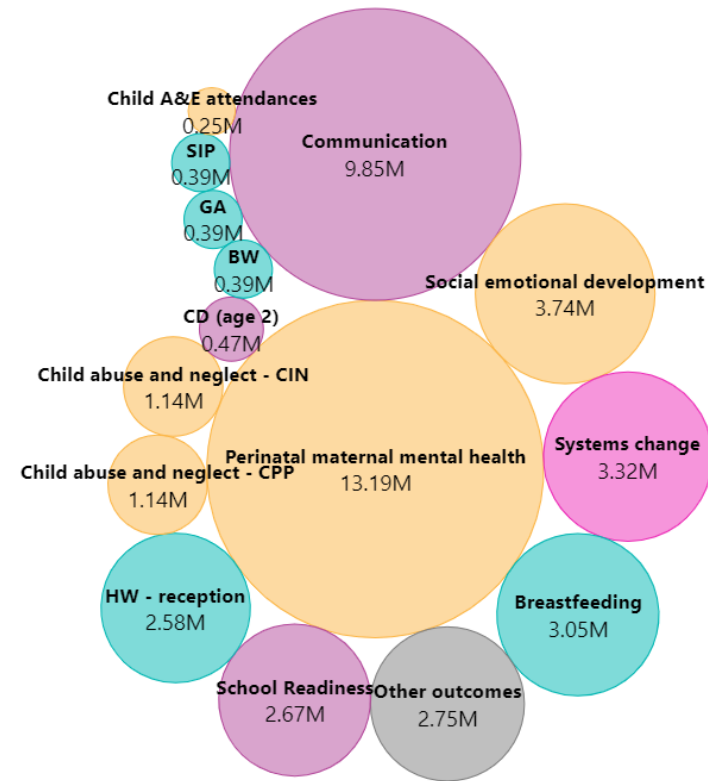 Child A&E attendances
0.25M
Communication
9.85M
SIP
0.39M
GA
0.39M
BW
0.39M
Social emotional development
3.74M
CD (age 2)
0.47M
Child abuse and neglect - CIN
1.14M
Systems change
3.32M
Perinatal maternal mental health
13.19M
Child abuse and neglect - CPP
1.14M
HW - reception
2.58M
Breastfeeding
3.05M
School Readiness
2.67M
Other outcomes
2.75M